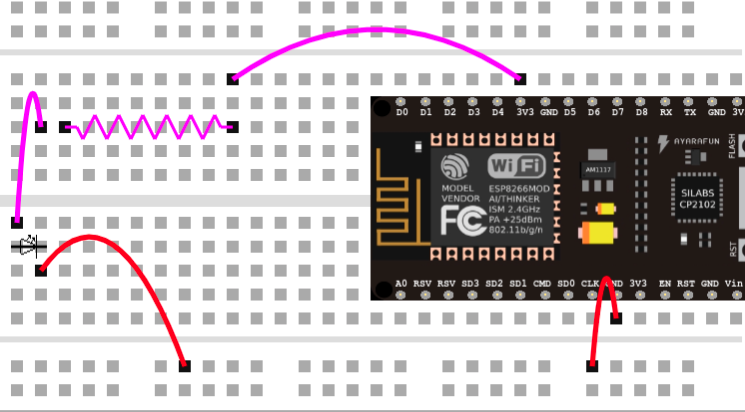 D0 D1 D2 D3 D4 3V3 GND D5 D6 D7 D8 RX TX GND 3V
AYARAFUN
FLASH
Wi Fi
AM1117
MODEL ESP8266MOD
VENDOR AI/THINKER
ISM 2.4GHz
FC PA +25dBm
802.11b/g/n
SILABS
CP2102
RST
A0 RSV RSV SD3 SD2 SD1 CMD SD0 CLK 3V3 EN RST GND Vin